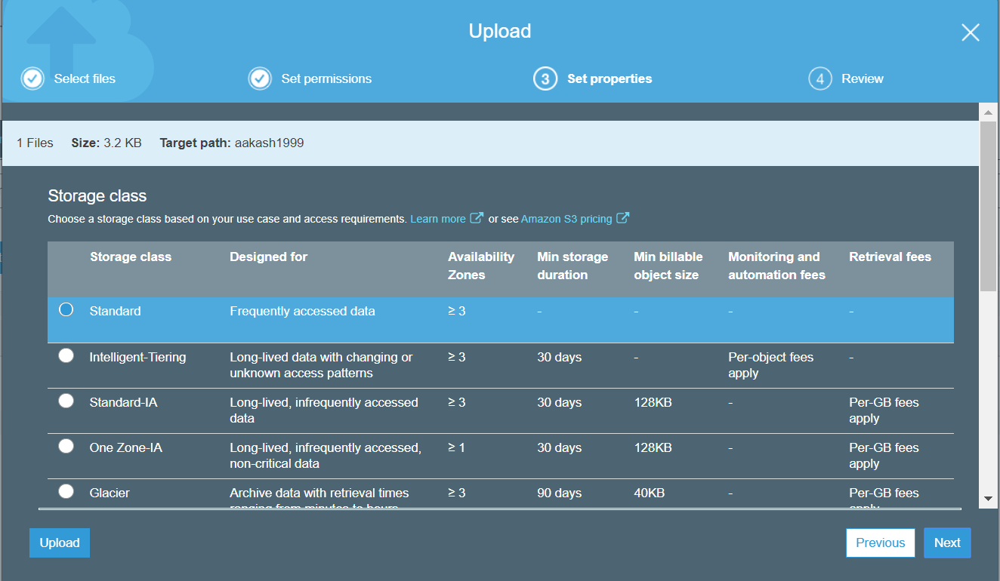 Upload
Select files
Set permissions
3 Set properties
4 Review
1 Files Size: 3.2 KB Target path: aakash1999
Storage class
Choose a storage class based on your use case and access requirements. Learn more or see Amazon S3 pricing
Storage class Designed for Availability Zones Min storage duration Min billable object size Monitoring and automation fees Retrieval fees
Standard Frequently accessed data ≥ 3 - - - -
Intelligent-Tiering Long-lived data with changing or unknown access patterns ≥ 3 30 days - Per-object fees apply -
Standard-IA Long-lived, infrequently accessed data ≥ 3 30 days 128KB - Per-GB fees apply
One Zone-IA Long-lived, infrequently accessed, non-critical data ≥ 1 30 days 128KB - Per-GB fees apply
Glacier Archive data with retrieval times ranging from minutes to hours ≥ 3 90 days 40KB - Per-GB fees apply
Upload Previous Next